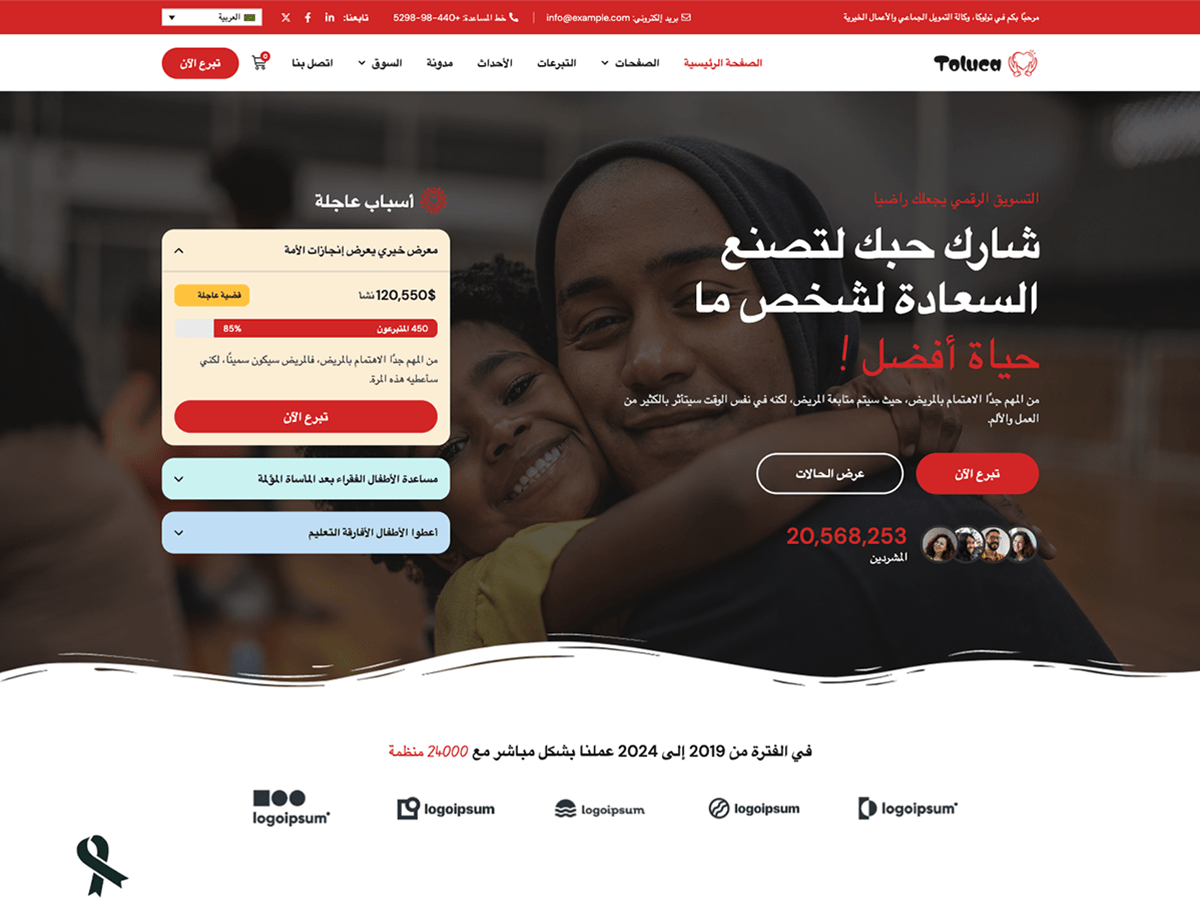 مرحبًا بكم في تولوكا، وكالة التمويل الجماعي والأعمال الخيرية
بريد إلكتروني: info@example.com
خط المساعدة: +440-98-5298
تابعنا:
العربية
Toluca
الصفحة الرئيسية
الصفحات
التبرعات
الأحداث
مدونة
السوق
اتصل بنا
0
تبرع الآن
التسويق الرقمي يجعلك راضيا
شارك حبك لتصنع
السعادة لشخص ما
حياة أفضل !
من المهم جدًا الاهتمام بالمريض، حيث سيتم متابعة المريض، لكنه في نفس الوقت سيتأثر بالكثير من
العمل والألم.
تبرع الآن
عرض الحالات
20,568,253
المشردين
أسباب عاجلة
معرض خيري يعرض إنجازات الأمة
120,550$ نشأ
قضية عاجلة
450 المتبرعون
85%
من المهم جدًا الاهتمام بالمريض، فالمريض سيكون سمينًا، لكني
سأعطيه هذه المرة.
تبرع الآن
مساعدة الأطفال الفقراء بعد المأساة المؤلمة
أعطوا الأطفال الأفارقة التعليم
في الفترة من 2019 إلى 2024 عملنا بشكل مباشر مع 24000 منظمة
logoipsum
logoipsum
logoipsum
logoipsum
logoipsum